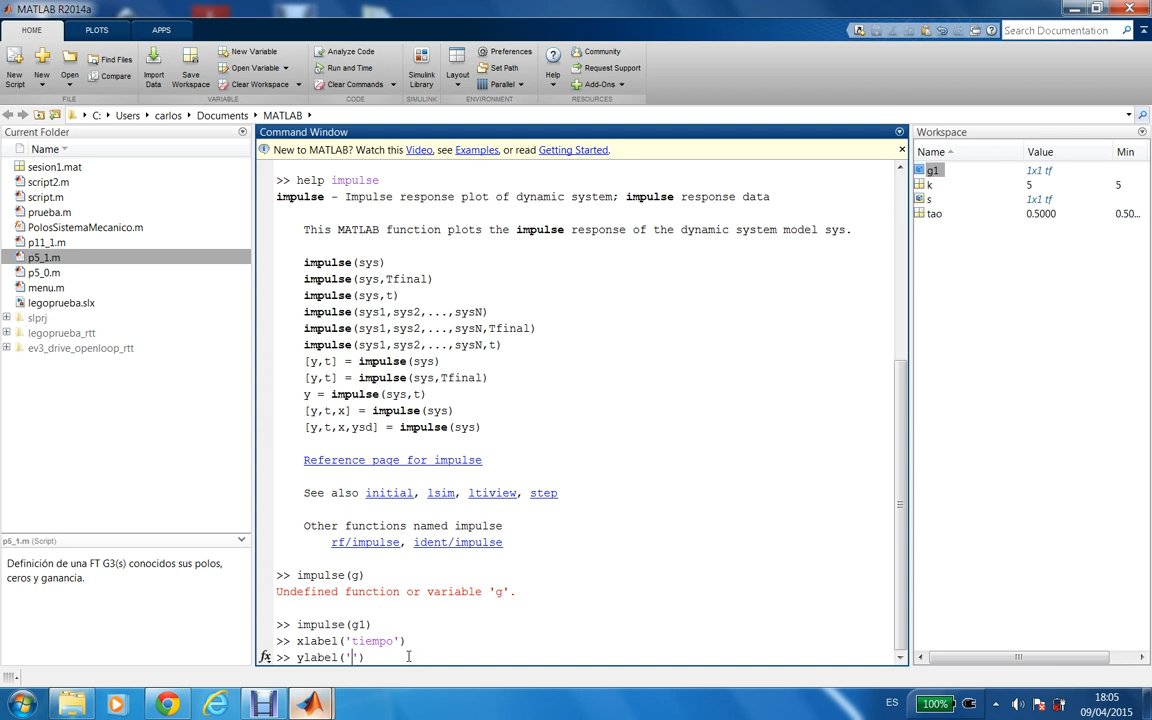 MATLAB R2014a
HOME
PLOTS
APPS
Search Documentation
New Script
New
Open
Find Files
Compare
Import Data
Save Workspace
New Variable
Open Variable
Clear Workspace
Analyze Code
Run and Time
Clear Commands
Simulink Library
Layout
Preferences
Set Path
Parallel
Help
Community
Request Support
Add-Ons
FILE
VARIABLE
CODE
SIMULINK
ENVIRONMENT
RESOURCES
C: Users carlos Documents MATLAB
Current Folder
Name
sesion1.mat
script2.m
script.m
prueba.m
PolosSistemaMecanico.m
p11_1.m
p5_1.m
p5_0.m
menu.m
legoprueba.slx
slprj
legoprueba_rtt
ev3_drive_openloop_rtt
p5_1.m (Script)
Definición de una FT G3(s) conocidos sus polos,
ceros y ganancia.
Command Window
New to MATLAB? Watch this Video, see Examples, or read Getting Started.
>> help impulse
impulse - Impulse response plot of dynamic system; impulse response data
This MATLAB function plots the impulse response of the dynamic system model sys.
impulse(sys)
impulse(sys,Tfinal)
impulse(sys,t)
impulse(sys1,sys2,...,sysN)
impulse(sys1,sys2,...,sysN,Tfinal)
impulse(sys1,sys2,...,sysN,t)
[y,t] = impulse(sys)
[y,t] = impulse(sys,Tfinal)
y = impulse(sys,t)
[y,t,x] = impulse(sys)
[y,t,x,ysd] = impulse(sys)
Reference page for impulse
See also initial, lsim, ltiview, step
Other functions named impulse
rf/impulse, ident/impulse
>> impulse(g)
Undefined function or variable 'g'.
>> impulse(g1)
>> xlabel('tiempo')
fx >> ylabel('')
Workspace
Name Value Min
g1 1x1 tf
k 5 5
s 1x1 tf
tao 0.5000 0.50...
ES
100%
18:05
09/04/2015